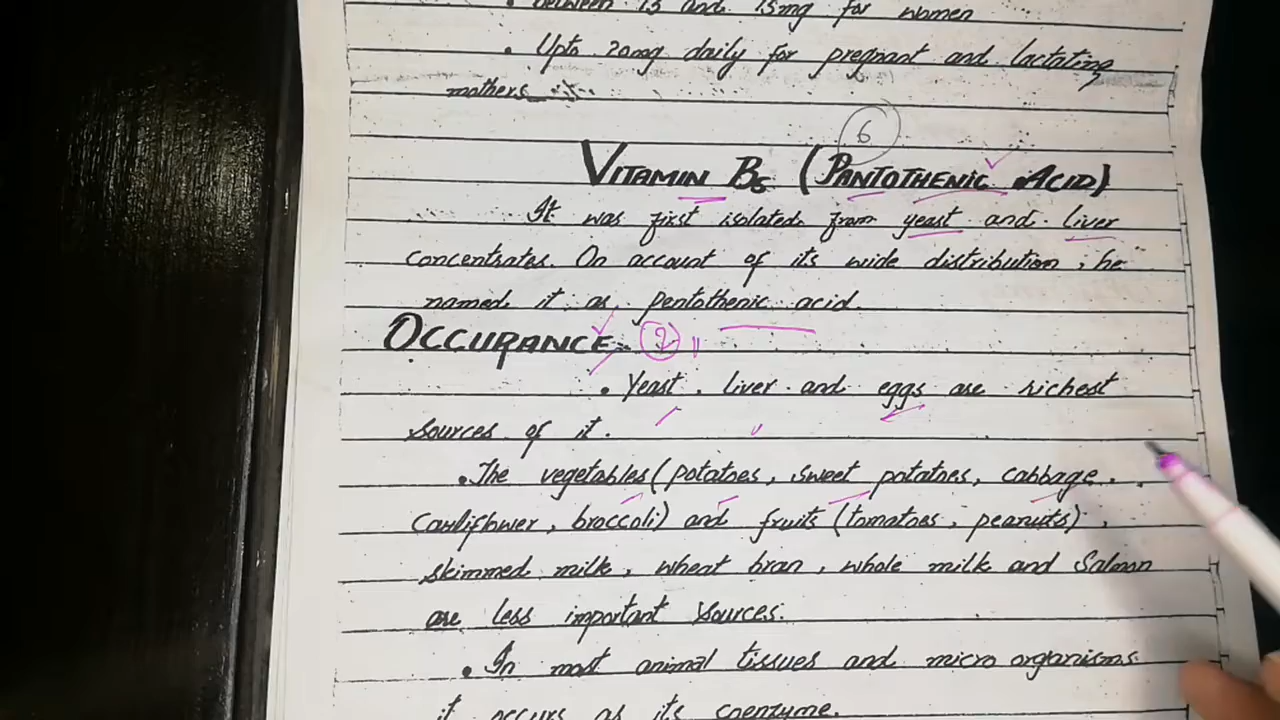 • between 13 and 15mg for women
• Upto 20mg daily for pregnant and lactating
mothers
6
VITAMIN B5 (PANTOTHENIC ACID)
It was first isolated from yeast and liver
concentrates. On account of its wide distribution, he
named it as pentothenic acid.
OCCURANCE 2
• Yeast, liver and eggs are richest
sources of it.
• The vegetables (potatoes, sweet potatoes, cabbage,
cauliflower, broccoli) and fruits (tomatoes, peanuts),
skimmed milk, wheat bran, whole milk and Salmon
are less important sources.
• In most animal tissues and micro organisms
it occurs as its coenzyme.